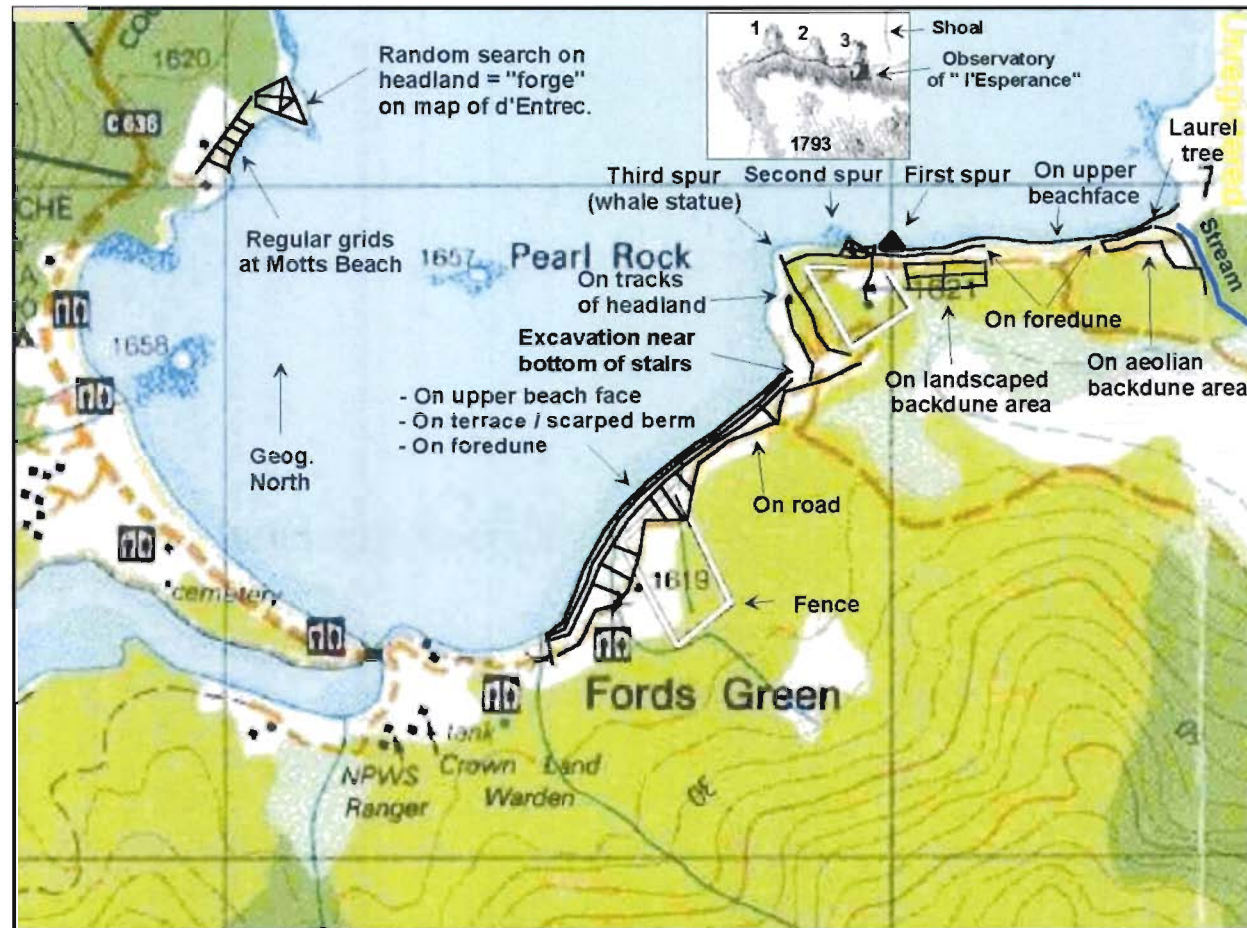 Unregistered
1620
Random search on
headland = "forge"
on map of d'Entrec.
C 636
1
2
3
Shoal
Observatory
of " l'Esperance"
1793
Laurel
tree
7
Third spur
(whale statue)
Second spur
First spur
On upper
beachface
CHE
Regular grids
at Motts Beach
1657
Pearl Rock
Stream
On tracks
of headland
1621
On foredune
Excavation near
bottom of stairs
On landscaped
backdune area
On aeolian
backdune area
1658
- On upper beach face
- On terrace / scarped berm
- On foredune
Geog.
North
On road
1619
cemetery
Fence
Fords Green
tank
NPWS
Ranger
Crown Land
Warden